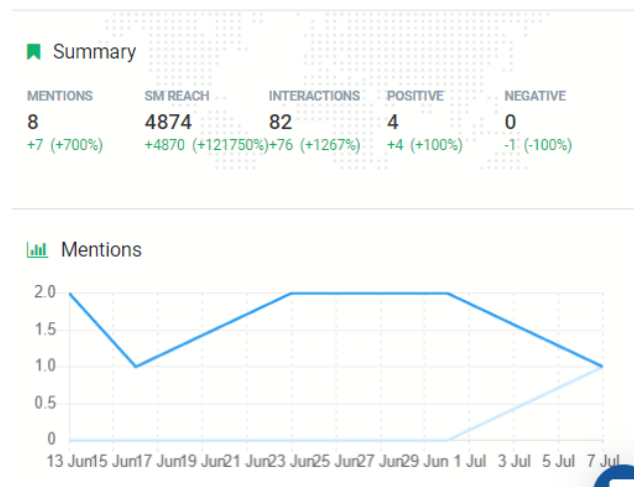 Summary
MENTIONS SM REACH INTERACTIONS POSITIVE NEGATIVE
8 4874 82 4 0
+7 (+700%) +4870 (+121750%) +76 (+1267%) +4 (+100%) -1 (-100%)
Mentions
2.0
1.5
1.0
0.5
0
13 Jun 15 Jun 17 Jun 19 Jun 21 Jun 23 Jun 25 Jun 27 Jun 29 Jun 1 Jul 3 Jul 5 Jul 7 Jul